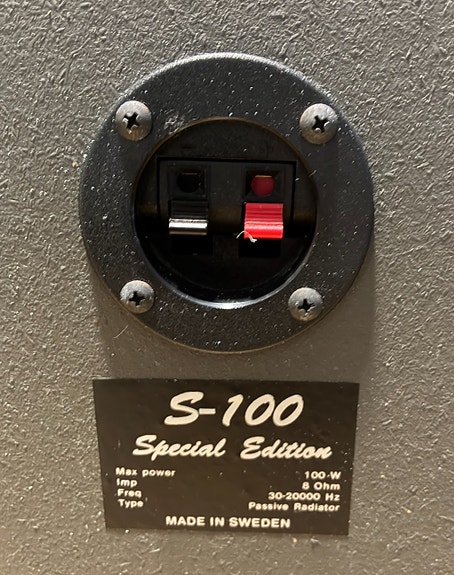 - +
S-100
Special Edition
Max power 100-W
Imp 8 Ohm
Freq 30-20000 Hz
Type Passive Radiator
MADE IN SWEDEN